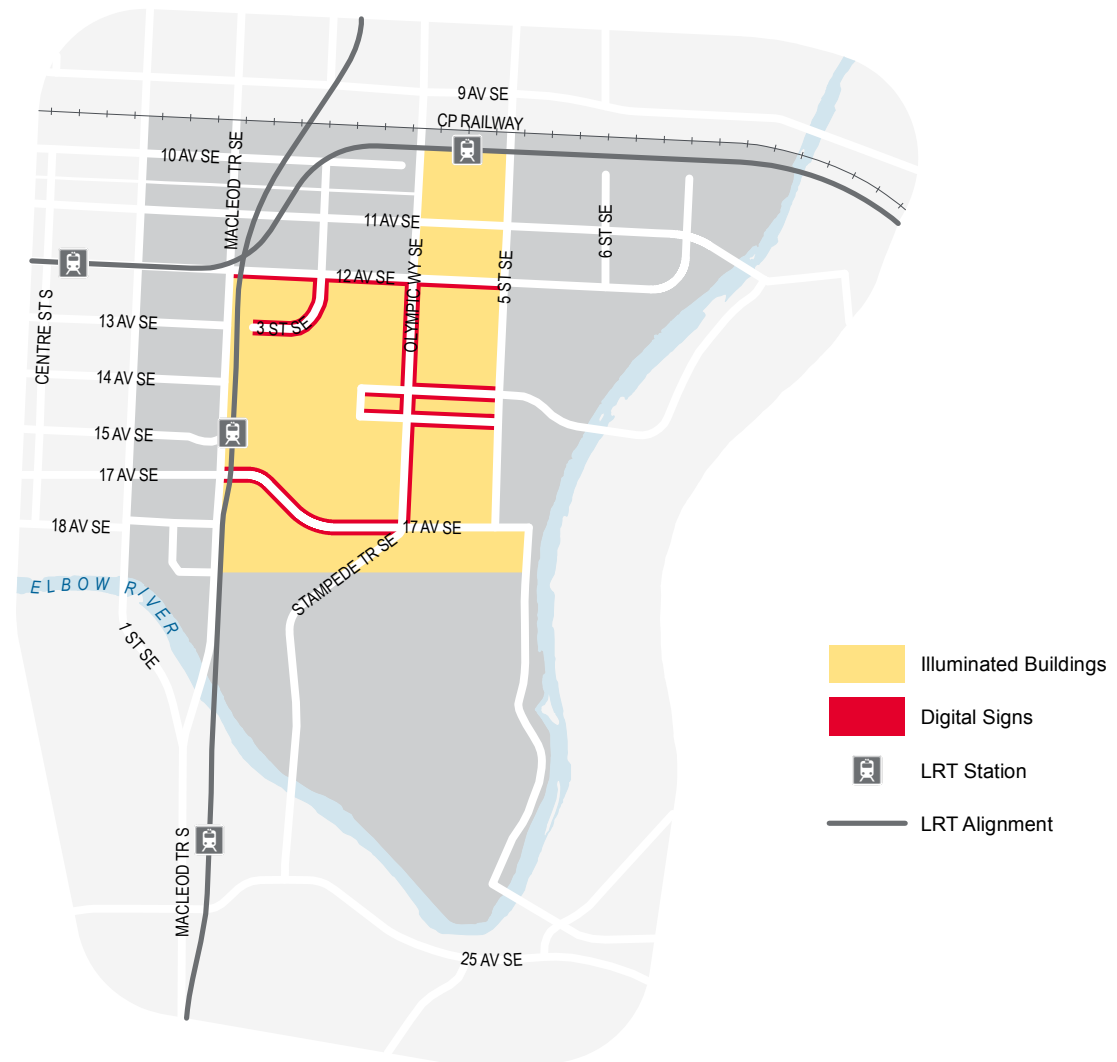 9 AV SE
CP RAILWAY
10 AV SE
MACLEOD TR SE
11 AV SE
6 ST SE
12 AV SE
OLYMPIC WY SE
5 ST SE
CENTRE ST S
13 AV SE
3 ST SE
14 AV SE
15 AV SE
17 AV SE
18 AV SE
17 AV SE
STAMPEDE TR SE
ELBOW RIVER
1 ST SE
Illuminated Buildings
Digital Signs
LRT Station
LRT Alignment
MACLEOD TR S
25 AV SE